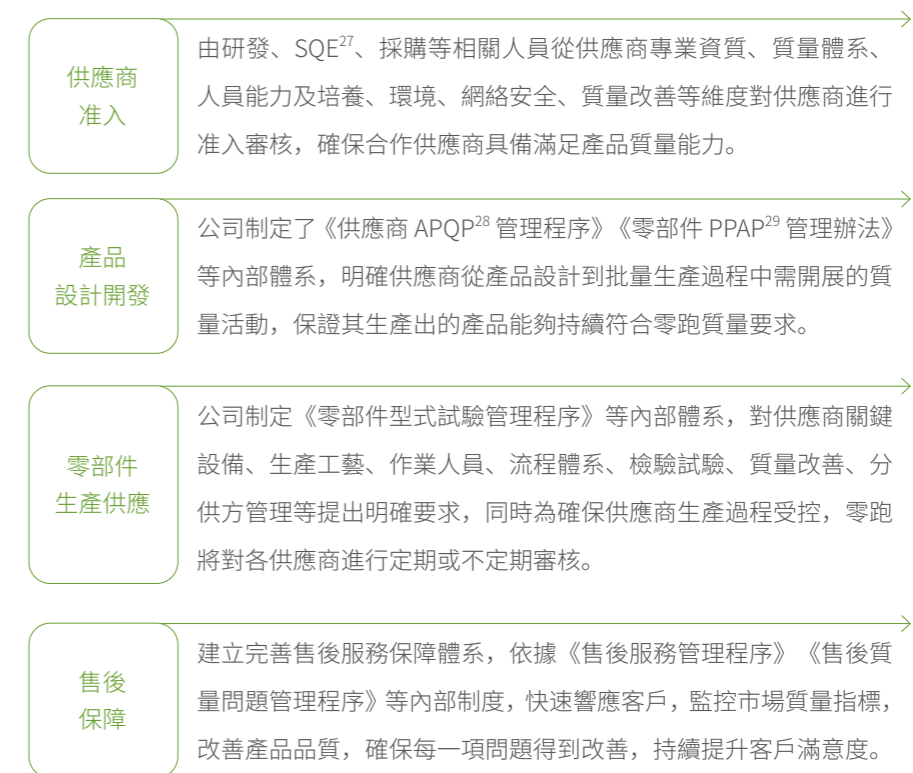 供應商
准入
由研發、SQE27、採購等相關人員從供應商專業資質、質量體系、
人員能力及培養、環境、網絡安全、質量改善等維度對供應商進行
准入審核，確保合作供應商具備滿足產品質量能力。
產品
設計開發
公司制定了《供應商 APQP28 管理程序》《零部件 PPAP29 管理辦法》
等內部體系，明確供應商從產品設計到批量生產過程中需開展的質
量活動，保證其生產出的產品能夠持續符合零跑質量要求。
零部件
生產供應
公司制定《零部件型式試驗管理程序》等內部體系，對供應商關鍵
設備、生產工藝、作業人員、流程體系、檢驗試驗、質量改善、分
供方管理等提出明確要求，同時為確保供應商生產過程受控，零跑
將對各供應商進行定期或不定期審核。
售後
保障
建立完善售後服務保障體系，依據《售後服務管理程序》《售後質
量問題管理程序》等內部制度，快速響應客戶，監控市場質量指標，
改善產品品質，確保每一項問題得到改善，持續提升客戶滿意度。